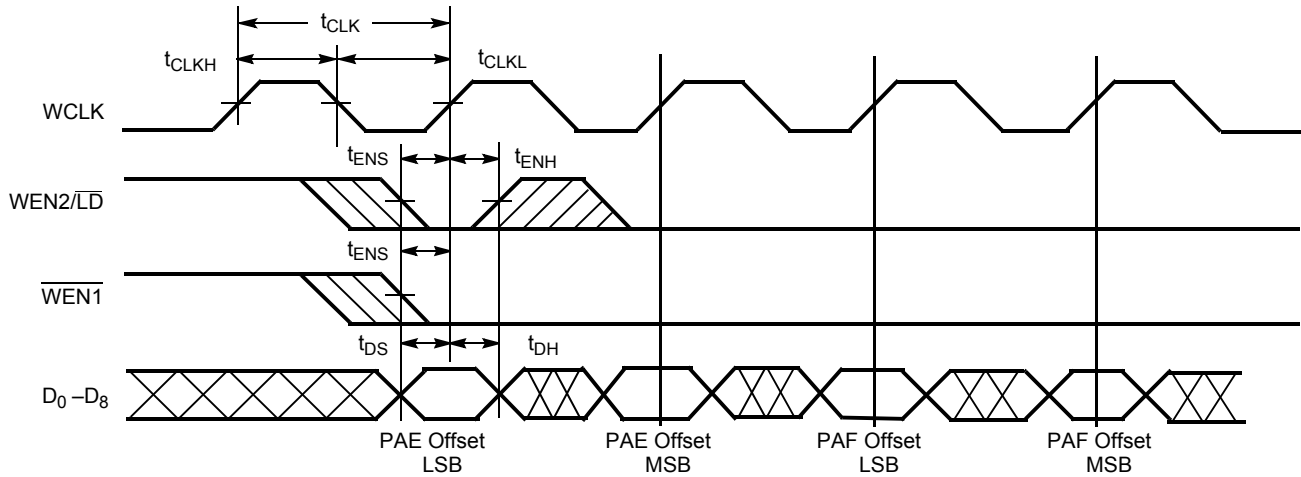 tCLK
tCLKH
tCLKL
WCLK
tENS
tENH
WEN2/LD
tENS
WEN1
tDS
tDH
D0 –D8
PAE Offset
LSB
PAE Offset
MSB
PAF Offset
LSB
PAF Offset
MSB